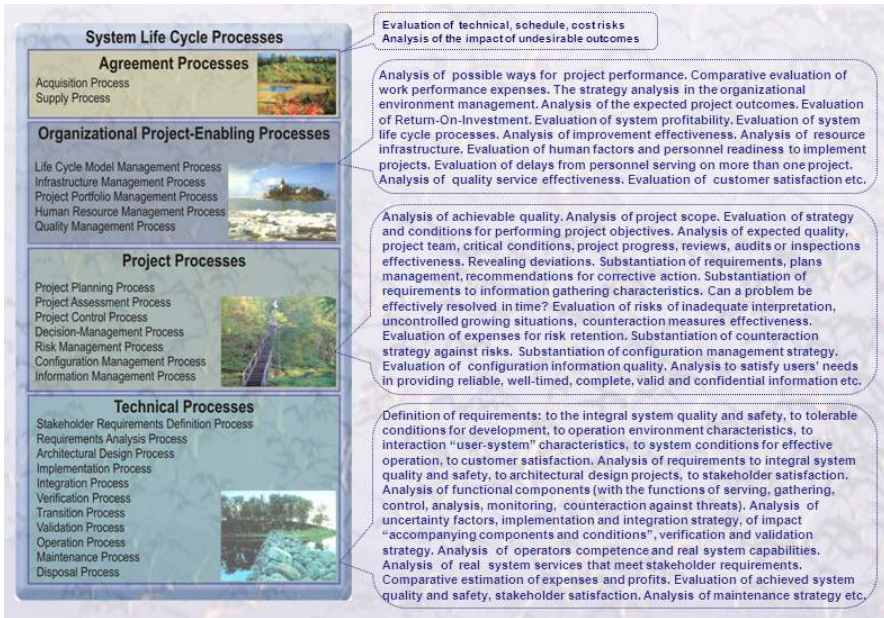 System Life Cycle Processes
Agreement Processes
Acquisition Process
Supply Process
Organizational Project-Enabling Processes
Life Cycle Model Management Process
Infrastructure Management Process
Project Portfolio Management Process
Human Resource Management Process
Quality Management Process
Project Processes
Project Planning Process
Project Assessment Process
Project Control Process
Decision-Management Process
Risk Management Process
Configuration Management Process
Information Management Process
Technical Processes
Stakeholder Requirements Definition Process
Requirements Analysis Process
Architectural Design Process
Implementation Process
Integration Process
Verification Process
Transition Process
Validation Process
Operation Process
Maintenance Process
Disposal Process
Evaluation of technical, schedule, cost risks
Analysis of the impact of undesirable outcomes
Analysis of possible ways for project performance. Comparative evaluation of
work performance expenses. The strategy analysis in the organizational
environment management. Analysis of the expected project outcomes. Evaluation
of Return-On-Investment. Evaluation of system profitability. Evaluation of system
life cycle processes. Analysis of improvement effectiveness. Analysis of resource
infrastructure. Evaluation of human factors and personnel readiness to implement
projects. Evaluation of delays from personnel serving on more than one project.
Analysis of quality service effectiveness. Evaluation of customer satisfaction etc.
Analysis of achievable quality. Analysis of project scope. Evaluation of strategy
and conditions for performing project objectives. Analysis of expected quality,
project team, critical conditions, project progress, reviews, audits or inspections
effectiveness. Revealing deviations. Substantiation of requirements, plans
management, recommendations for corrective action. Substantiation of
requirements to information gathering characteristics. Can a problem be
effectively resolved in time? Evaluation of risks of inadequate interpretation,
uncontrolled growing situations, counteraction measures effectiveness.
Evaluation of expenses for risk retention. Substantiation of counteraction
strategy against risks. Substantiation of configuration management strategy.
Evaluation of configuration information quality. Analysis to satisfy users' needs
in providing reliable, well-timed, complete, valid and confidential information etc.
Definition of requirements: to the integral system quality and safety, to tolerable
conditions for development, to operation environment characteristics, to
interaction “user-system” characteristics, to system conditions for effective
operation, to customer satisfaction. Analysis of requirements to integral system
quality and safety, to architectural design projects, to stakeholder satisfaction.
Analysis of functional components (with the functions of serving, gathering,
control, analysis, monitoring, counteraction against threats). Analysis of
uncertainty factors, implementation and integration strategy, of impact
“accompanying components and conditions”, verification and validation
strategy. Analysis of operators competence and real system capabilities.
Analysis of real system services that meet stakeholder requirements.
Comparative estimation of expenses and profits. Evaluation of achieved system
quality and safety, stakeholder satisfaction. Analysis of maintenance strategy etc.